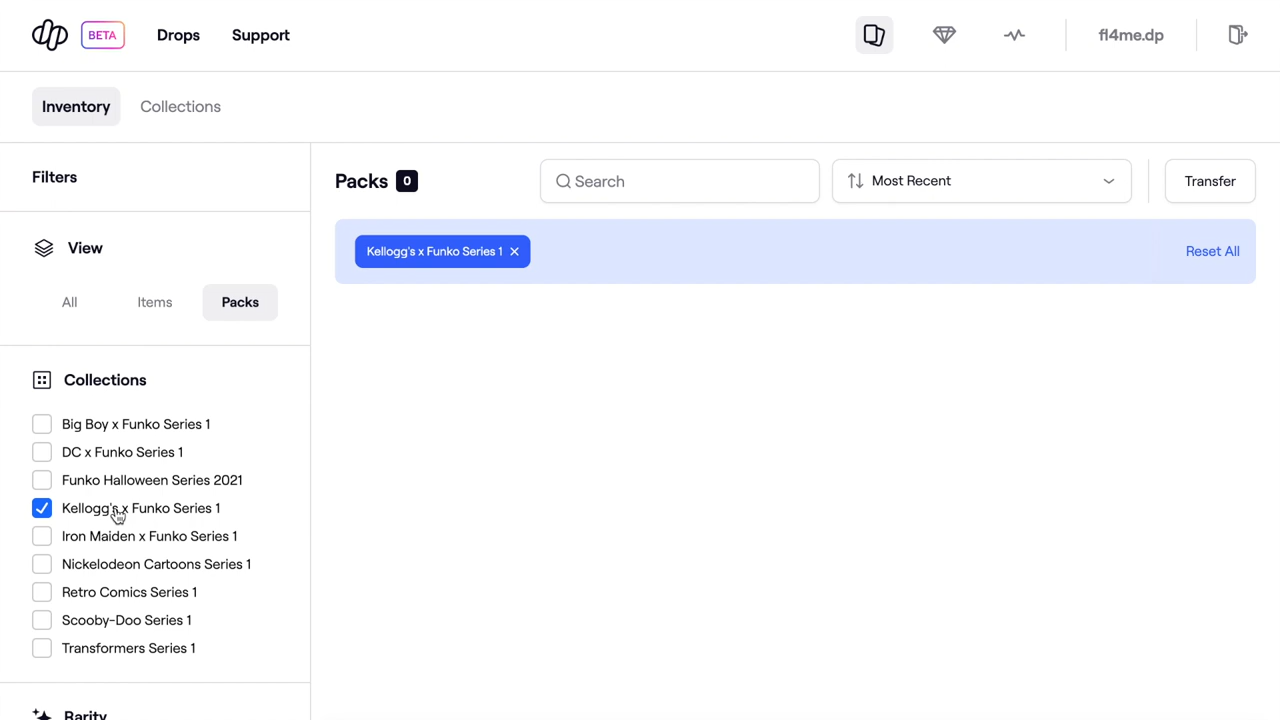 BETA
Drops
Support
fl4me.dp
Inventory
Collections
Filters
Packs 0
Search
Most Recent
Transfer
Kellogg's x Funko Series 1
Reset All
View
All
Items
Packs
Collections
Big Boy x Funko Series 1
DC x Funko Series 1
Funko Halloween Series 2021
Kellogg's x Funko Series 1
Iron Maiden x Funko Series 1
Nickelodeon Cartoons Series 1
Retro Comics Series 1
Scooby-Doo Series 1
Transformers Series 1
Rarity